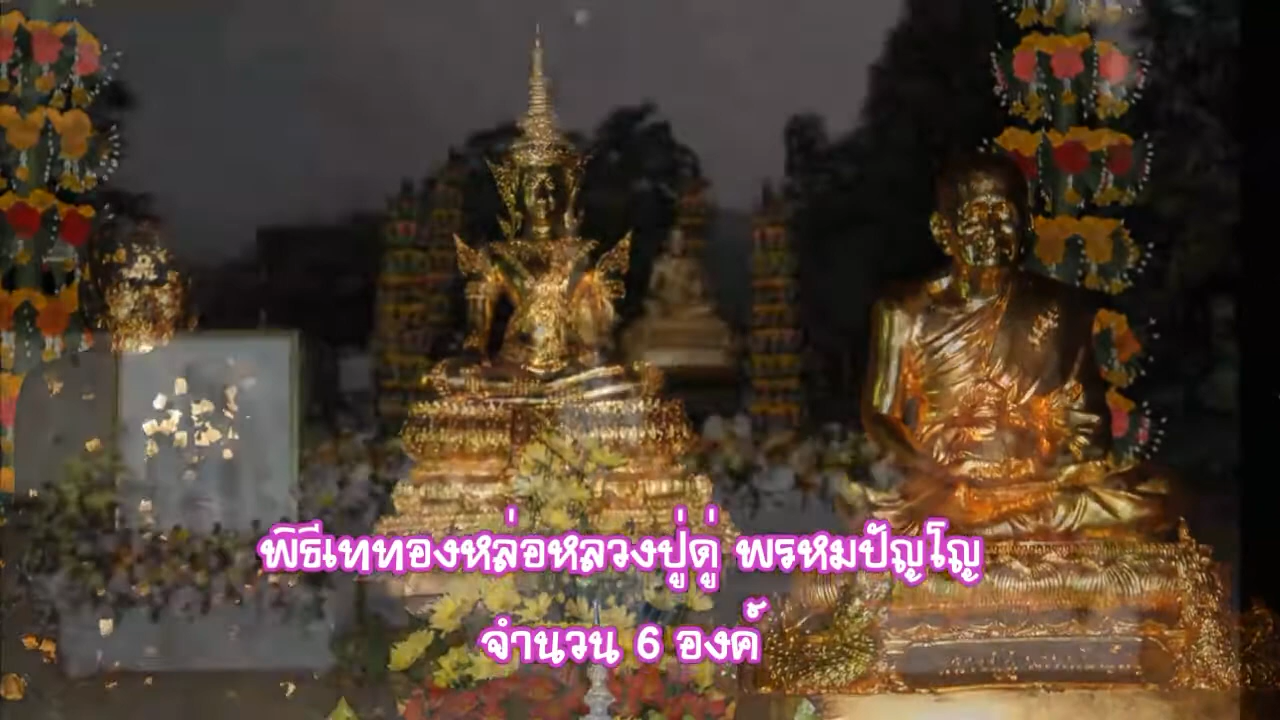 พิธีเททองหล่อหลวงปู่ดู่ พรหมปัญโญ
จำนวน 6 องค์